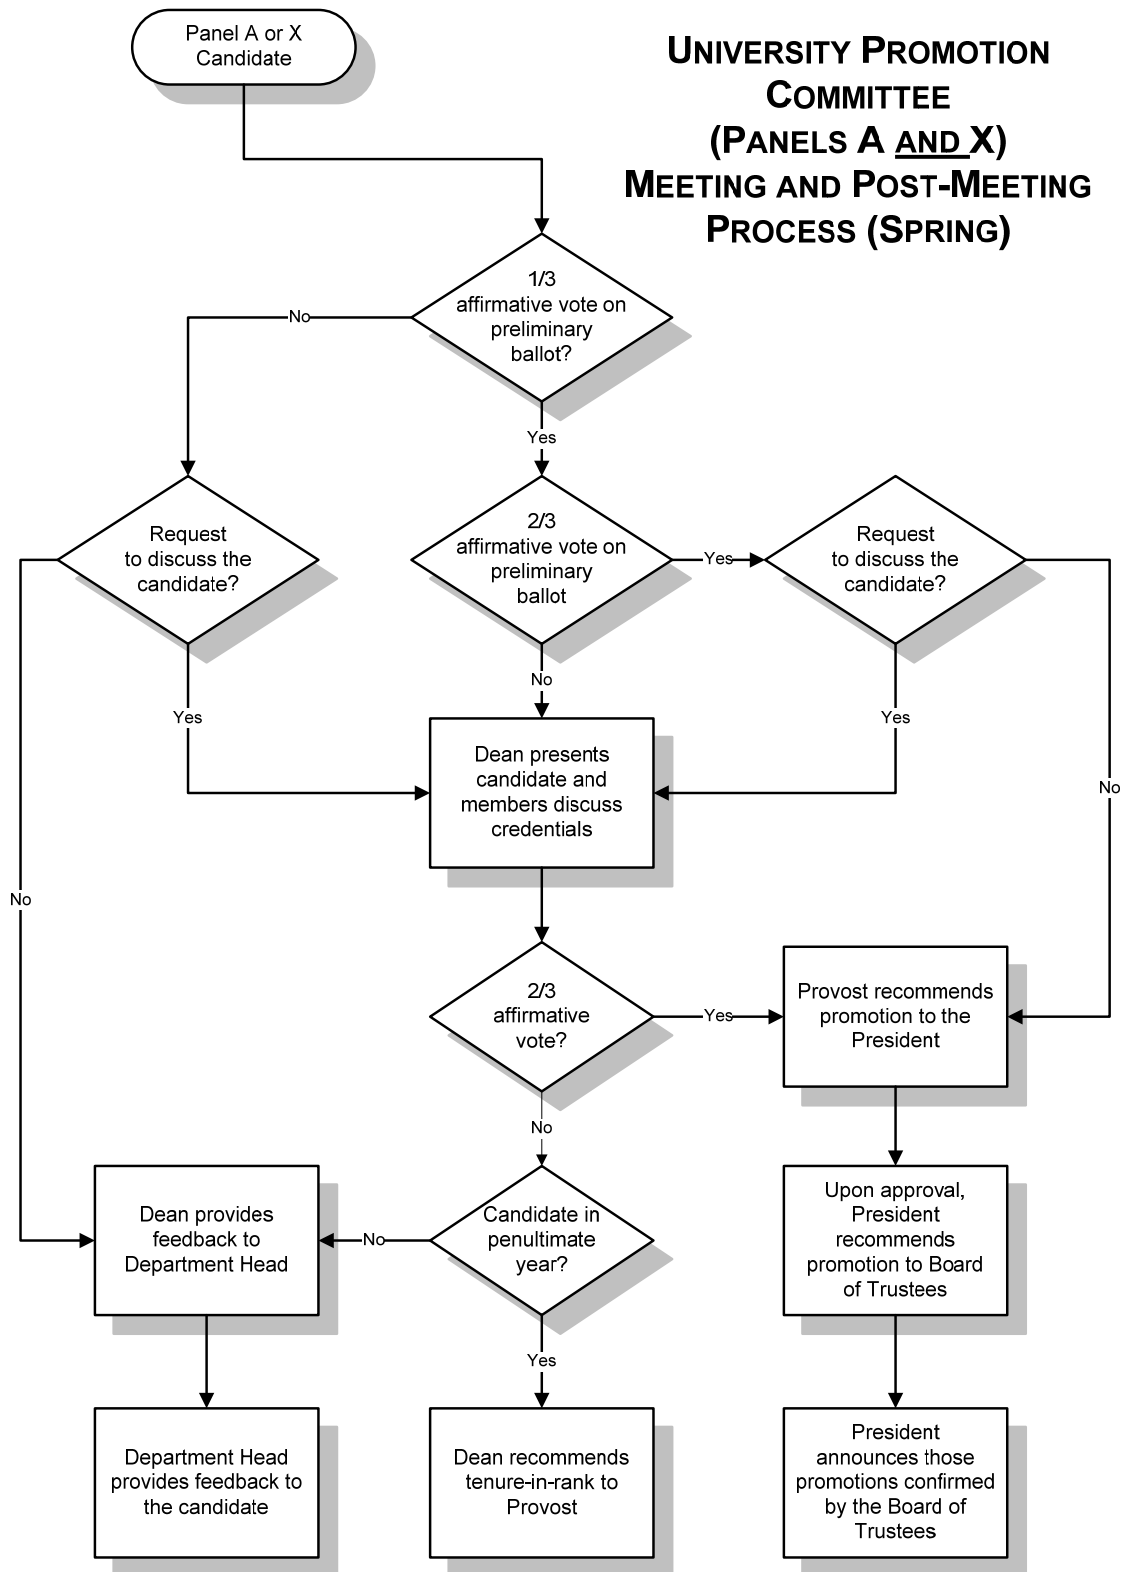 Panel A or X
Candidate
UNIVERSITY PROMOTION
COMMITTEE
(PANELS A AND X)
MEETING AND POST-MEETING
PROCESS (SPRING)
1/3
affirmative vote on
preliminary
ballot?
No
Yes
Request
to discuss the
candidate?
2/3
affirmative vote on
preliminary
ballot
Yes
Request
to discuss the
candidate?
No
Yes
Yes
Dean presents
candidate and
members discuss
credentials
No
No
2/3
affirmative
vote?
Yes
Provost recommends
promotion to the
President
No
Dean provides
feedback to
Department Head
No
Candidate in
penultimate
year?
Upon approval,
President
recommends
promotion to Board
of Trustees
Yes
Department Head
provides feedback to
the candidate
Dean recommends
tenure-in-rank to
Provost
President
announces those
promotions confirmed
by the Board of
Trustees